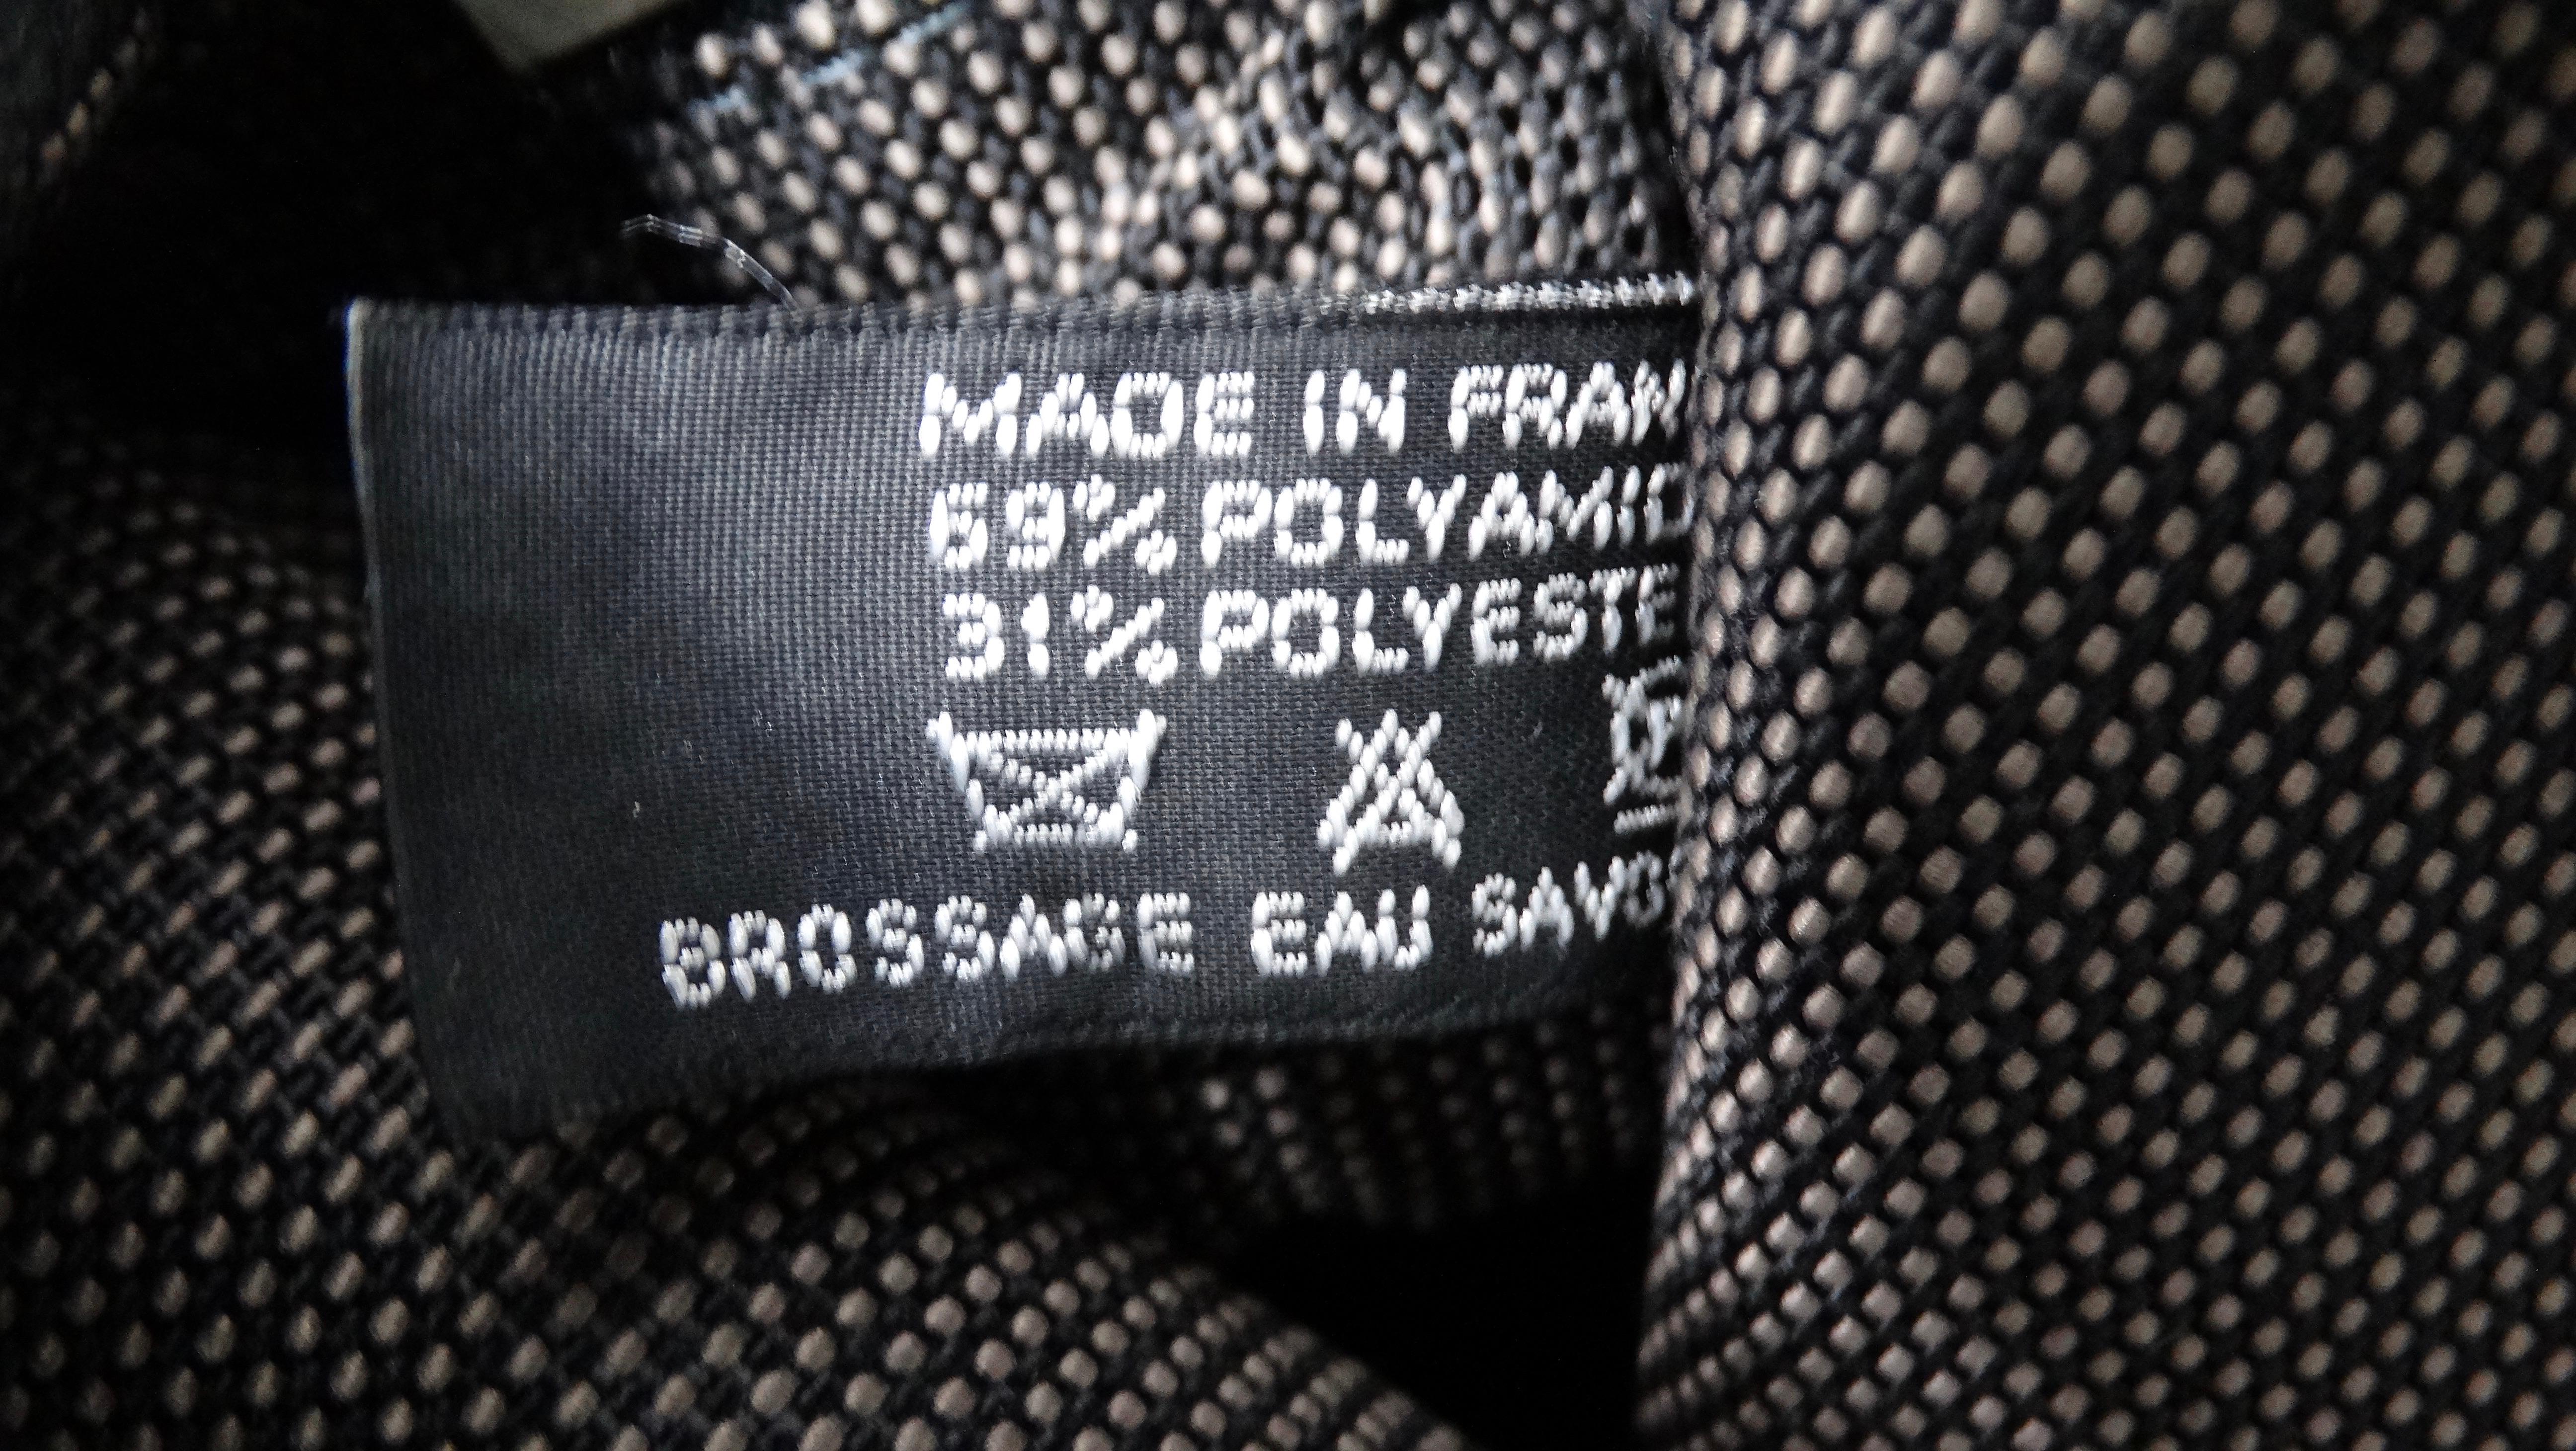 MADE IN FRAN
69% POLYAMID
31% POLYESTE
BROSSAGE EAU SAVO